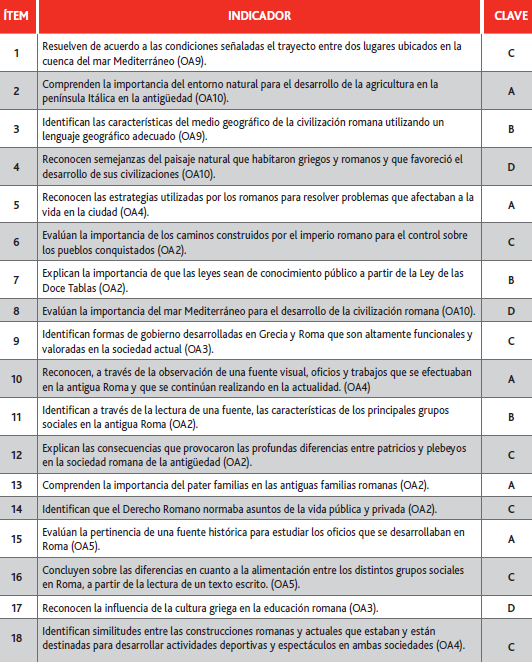 ÍTEM INDICADOR CLAVE
1 Resuelven de acuerdo a las condiciones señaladas el trayecto entre dos lugares ubicados en la C
cuenca del mar Mediterráneo (OA9).
2 Comprenden la importancia del entorno natural para el desarrollo de la agricultura en la A
península Itálica en la antigüedad (OA10).
3 Identifican las características del medio geográfico de la civilización romana utilizando un B
lenguaje geográfico adecuado (OA9).
4 Reconocen semejanzas del paisaje natural que habitaron griegos y romanos y que favoreció el D
desarrollo de sus civilizaciones (OA10).
5 Reconocen las estrategias utilizadas por los romanos para resolver problemas que afectaban a la A
vida en la ciudad (OA4).
6 Evalúan la importancia de los caminos construidos por el imperio romano para el control sobre C
los pueblos conquistados (OA2).
7 Explican la importancia de que las leyes sean de conocimiento público a partir de la Ley de las B
Doce Tablas (OA2).
8 Evalúan la importancia del mar Mediterráneo para el desarrollo de la civilización romana (OA10). D
9 Identifican formas de gobierno desarrolladas en Grecia y Roma que son altamente funcionales y C
valoradas en la sociedad actual (OA3).
10 Reconocen, a través de la observación de una fuente visual, oficios y trabajos que se efectuaban A
en la antigua Roma y que se continúan realizando en la actualidad. (OA4)
11 Identifican a través de la lectura de una fuente, las características de los principales grupos B
sociales en la antigua Roma (OA2).
12 Explican las consecuencias que provocaron las profundas diferencias entre patricios y plebeyos C
en la sociedad romana de la antigüedad (OA2).
13 Comprenden la importancia del pater familias en las antiguas familias romanas (OA2). A
14 Identifican que el Derecho Romano normaba asuntos de la vida pública y privada (OA2). C
15 Evalúan la pertinencia de una fuente histórica para estudiar los oficios que se desarrollaban en A
Roma (OA5).
16 Concluyen sobre las diferencias en cuanto a la alimentación entre los distintos grupos sociales C
en Roma, a partir de la lectura de un texto escrito. (OA5).
17 Reconocen la influencia de la cultura griega en la educación romana (OA3). D
18 Identifican similitudes entre las construcciones romanas y actuales que estaban y están C
destinadas para desarrollar actividades deportivas y espectáculos en ambas sociedades (OA4).